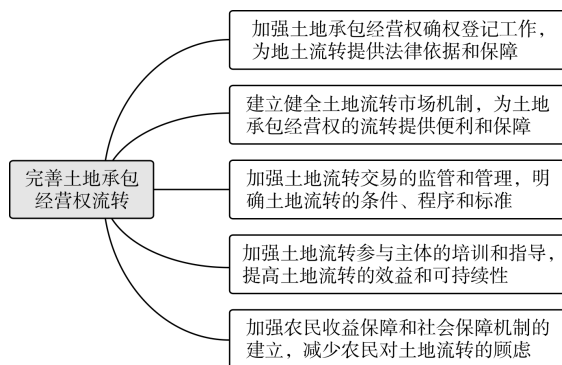 加强土地承包经营权确权登记工作，
为地土流转提供法律依据和保障
建立健全土地流转市场机制，为土地
承包经营权的流转提供便利和保障
完善土地承包
经营权流转
加强土地流转交易的监管和管理，明
确土地流转的条件、程序和标准
加强土地流转参与主体的培训和指导，
提高土地流转的效益和可持续性
加强农民收益保障和社会保障机制的
建立，减少农民对土地流转的顾虑